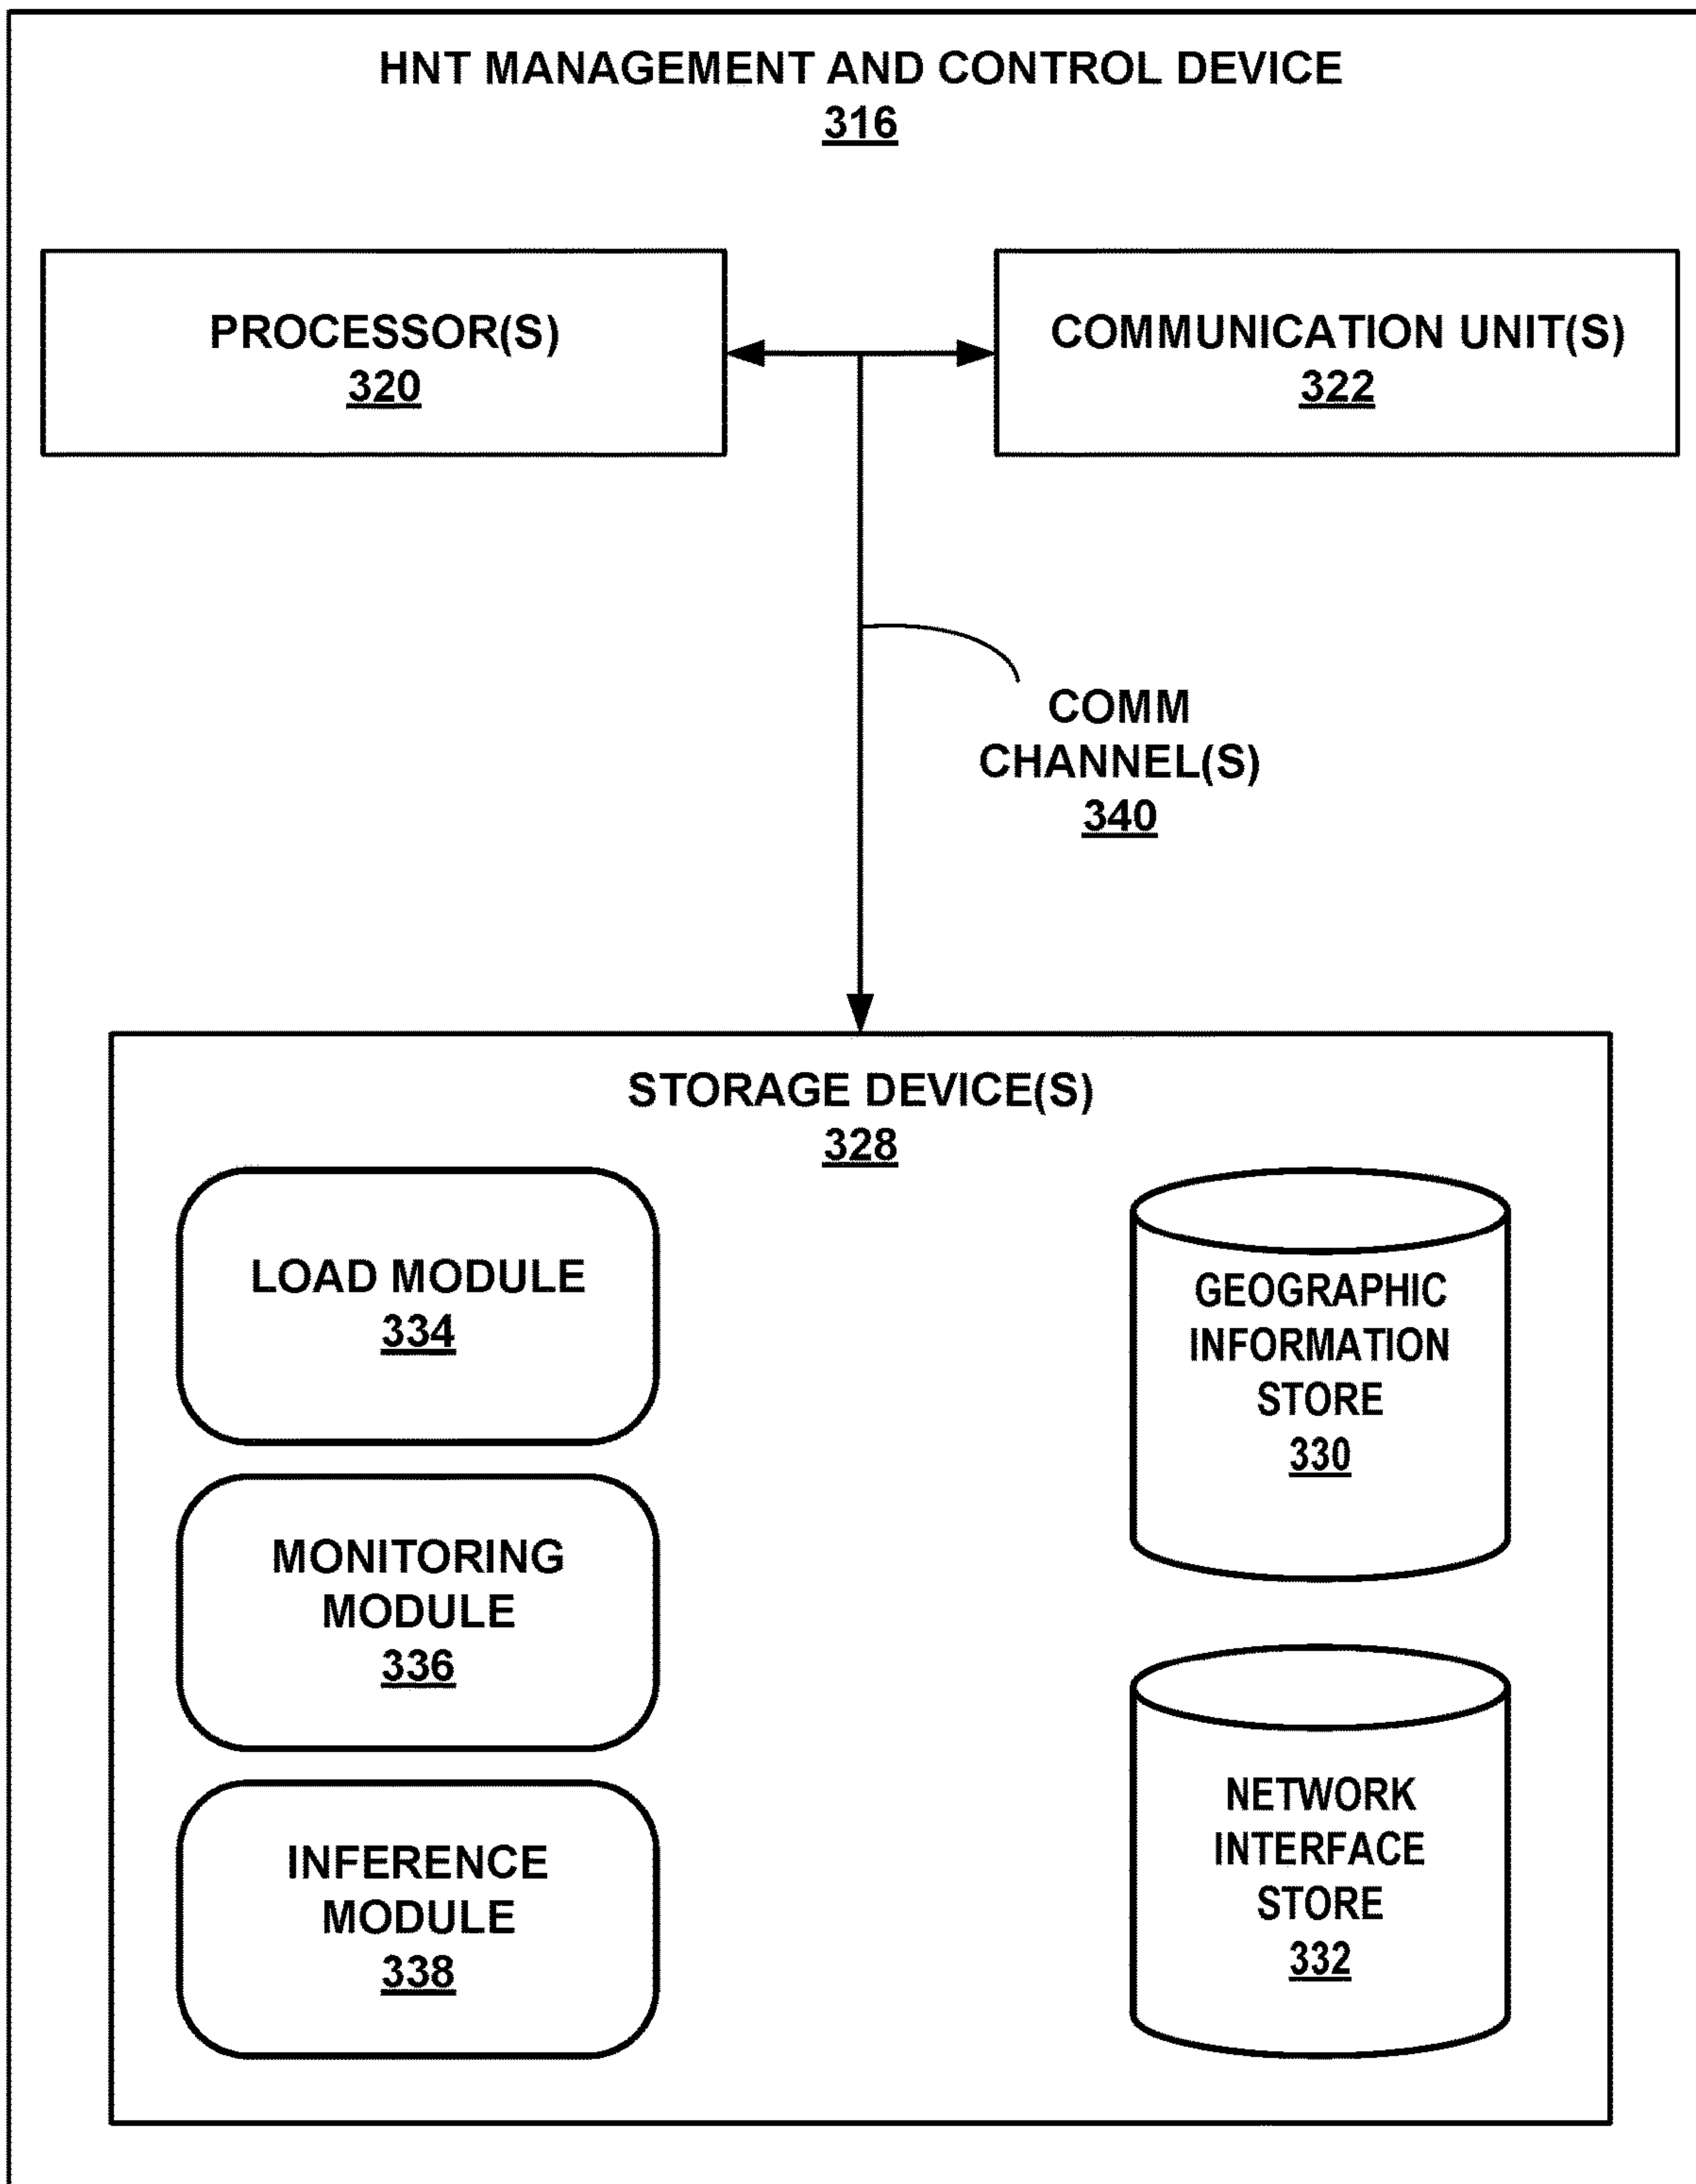 HNT MANAGEMENT AND CONTROL DEVICE
316
PROCESSOR(S)
320
COMMUNICATION UNIT(S)
322
COMM
CHANNEL(S)
340
STORAGE DEVICE(S)
328
LOAD MODULE
334
MONITORING
MODULE
336
INFERENCE
MODULE
338
GEOGRAPHIC
INFORMATION
STORE
330
NETWORK
INTERFACE
STORE
332